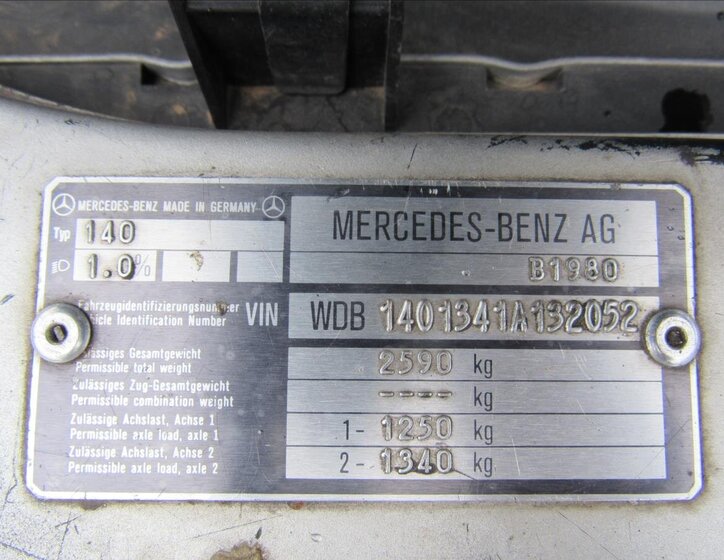 MERCEDES-BENZ MADE IN GERMANY
MERCEDES-BENZ AG
Typ 140
1.0%
B1980
Fahrzeugidentifizierungsnummer
Vehicle Identification Number VIN WDB 1401341A132052
Zulässiges Gesamtgewicht
Permissible total weight 2590 kg
Zulässiges Zug-Gesamtgewicht
Permissible combination weight ---- kg
Zulässige Achslast, Achse 1
Permissible axle load, axle 1 1- 1250 kg
Zulässige Achslast, Achse 2
Permissible axle load, axle 2 2- 1340 kg